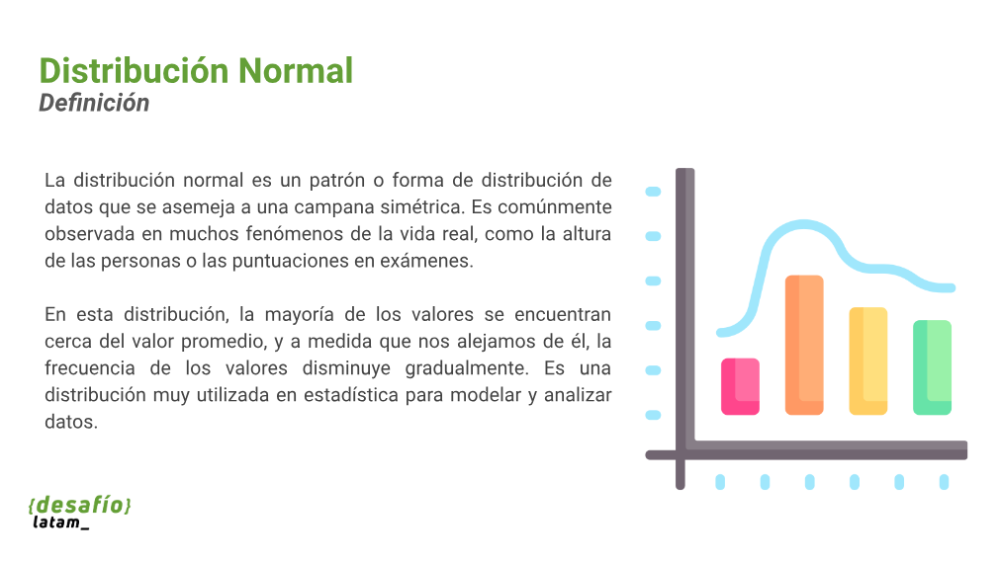 Distribución Normal
Definición
La distribución normal es un patrón o forma de distribución de
datos que se asemeja a una campana simétrica. Es comúnmente
observada en muchos fenómenos de la vida real, como la altura
de las personas o las puntuaciones en exámenes.
En esta distribución, la mayoría de los valores se encuentran
cerca del valor promedio, y a medida que nos alejamos de él, la
frecuencia de los valores disminuye gradualmente. Es una
distribución muy utilizada en estadística para modelar y analizar
datos.
{desafío}
latam_